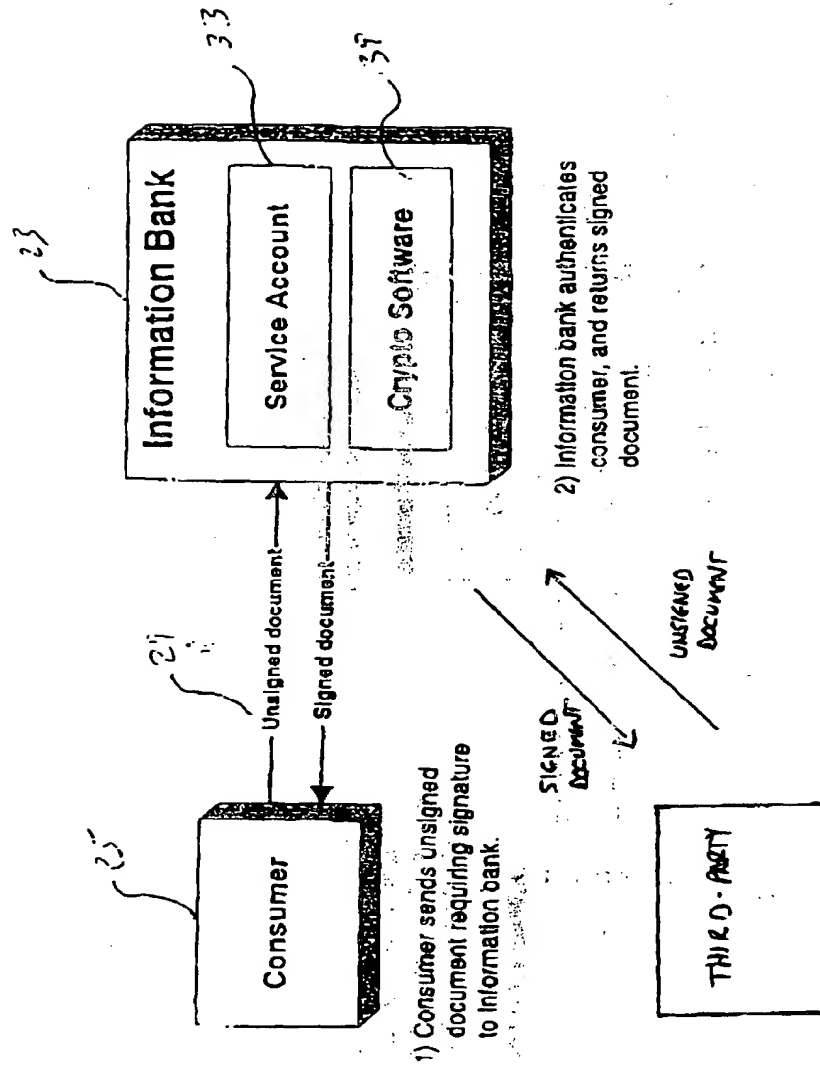 23
Information Bank
33
Service Account
39
Crypto Software
25
Consumer
Unsigned document
Signed document
1) Consumer sends unsigned
document requiring signature
to Information bank.
2) Information bank authenticates
consumer, and returns signed
document.
SIGNED
DOCUMENT
UNSIGNED
DOCUMENT
THIRD-PARTY